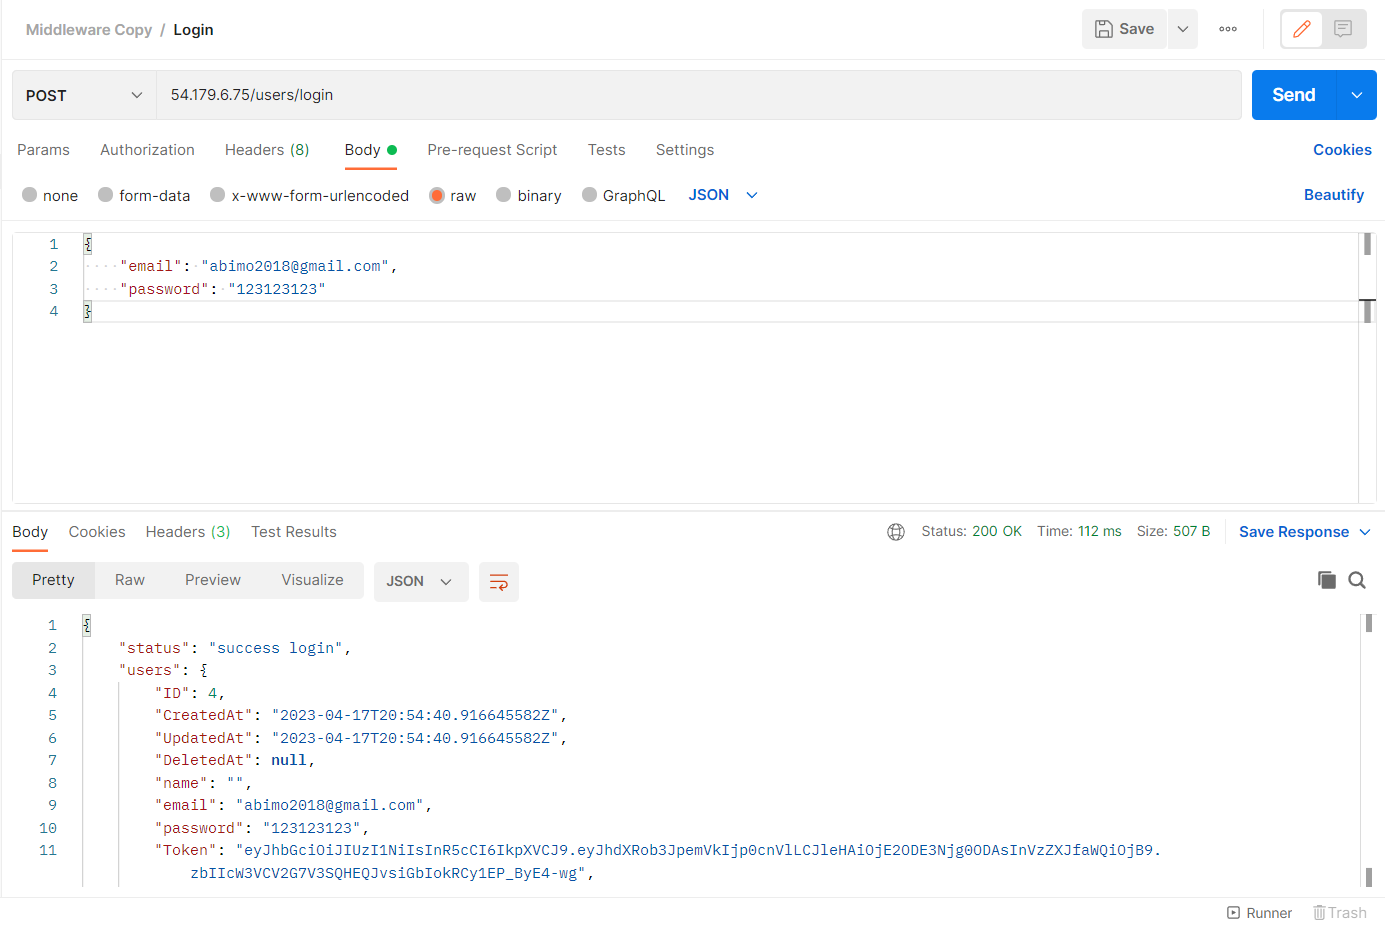 Middleware Copy / Login
Save
POST
54.179.6.75/users/login
Send
Params Authorization Headers (8) Body Pre-request Script Tests Settings Cookies
none form-data x-www-form-urlencoded raw binary GraphQL JSON Beautify
1 {
2 "email": "abimo2018@gmail.com",
3 "password": "123123123"
4 }
Body Cookies Headers (3) Test Results Status: 200 OK Time: 112 ms Size: 507 B Save Response
Pretty Raw Preview Visualize JSON
1 {
2 "status": "success login",
3 "users": {
4 "ID": 4,
5 "CreatedAt": "2023-04-17T20:54:40.916645582Z",
6 "UpdatedAt": "2023-04-17T20:54:40.916645582Z",
7 "DeletedAt": null,
8 "name": "",
9 "email": "abimo2018@gmail.com",
10 "password": "123123123",
11 "Token": "eyJhbGciOiJIUzI1NiIsInR5cCI6IkpXVCJ9.eyJhdXRob3JpemVkIjp0cnVlLCJleHAiOjE2ODE3Njg0ODAsInVzZXJfaWQiOjB9.
zbIIcW3VCV2G7V3SQHEQJvsiGbIokRCy1EP_ByE4-wg",
Runner Trash